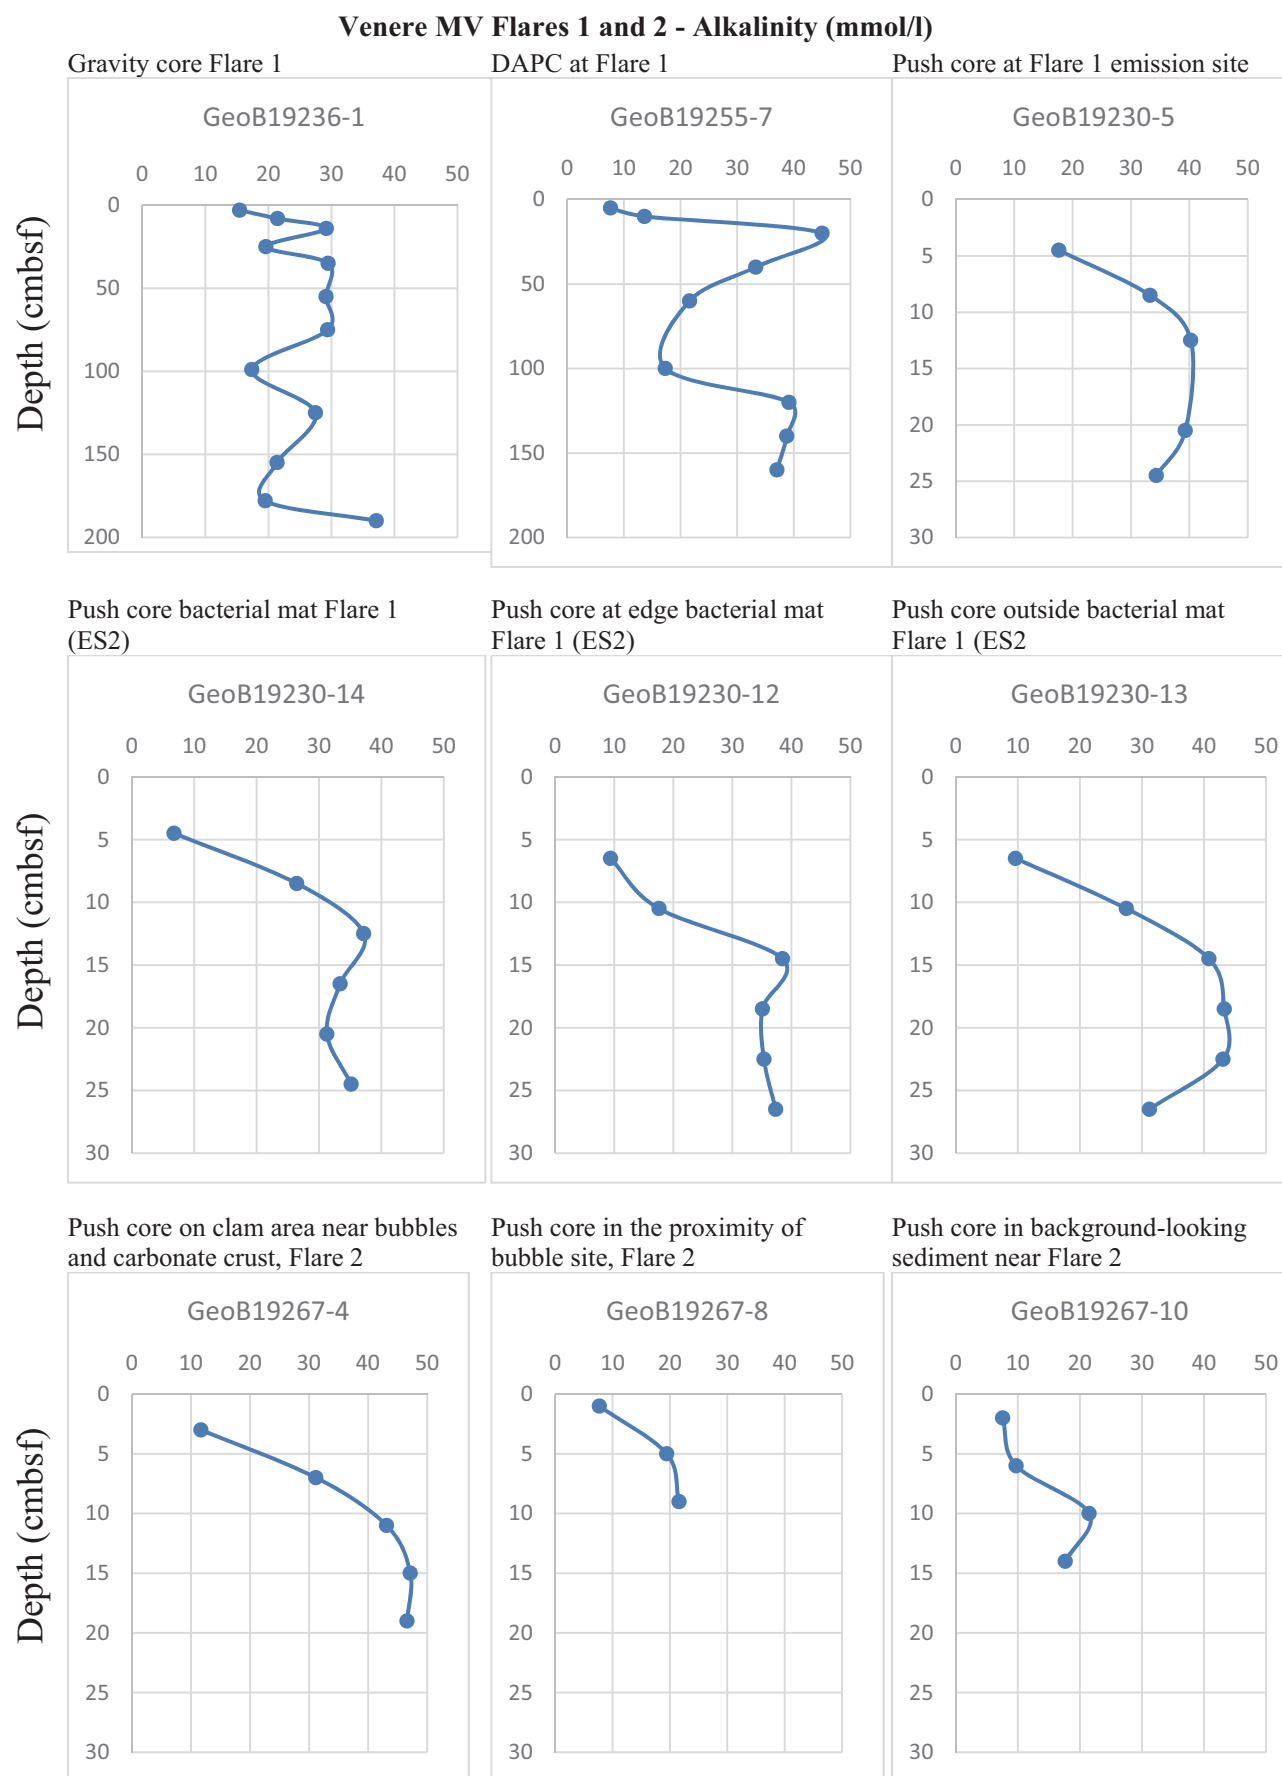 Venere MV Flares 1 and 2 - Alkalinity (mmol/l)
Gravity core Flare 1
DAPC at Flare 1
Push core at Flare 1 emission site
GeoB19236-1
GeoB19255-7
GeoB19230-5
0 10 20 30 40 50
0 10 20 30 40 50
0 10 20 30 40 50
Depth (cmbsf)
0
50
100
150
200
0
50
100
150
200
0
5
10
15
20
25
30
Push core bacterial mat Flare 1
(ES2)
Push core at edge bacterial mat
Flare 1 (ES2)
Push core outside bacterial mat
Flare 1 (ES2
GeoB19230-14
GeoB19230-12
GeoB19230-13
0 10 20 30 40 50
0 10 20 30 40 50
0 10 20 30 40 50
Depth (cmbsf)
0
5
10
15
20
25
30
0
5
10
15
20
25
30
0
5
10
15
20
25
30
Push core on clam area near bubbles
and carbonate crust, Flare 2
Push core in the proximity of
bubble site, Flare 2
Push core in background-looking
sediment near Flare 2
GeoB19267-4
GeoB19267-8
GeoB19267-10
0 10 20 30 40 50
0 10 20 30 40 50
0 10 20 30 40 50
Depth (cmbsf)
0
5
10
15
20
25
30
0
5
10
15
20
25
30
0
5
10
15
20
25
30